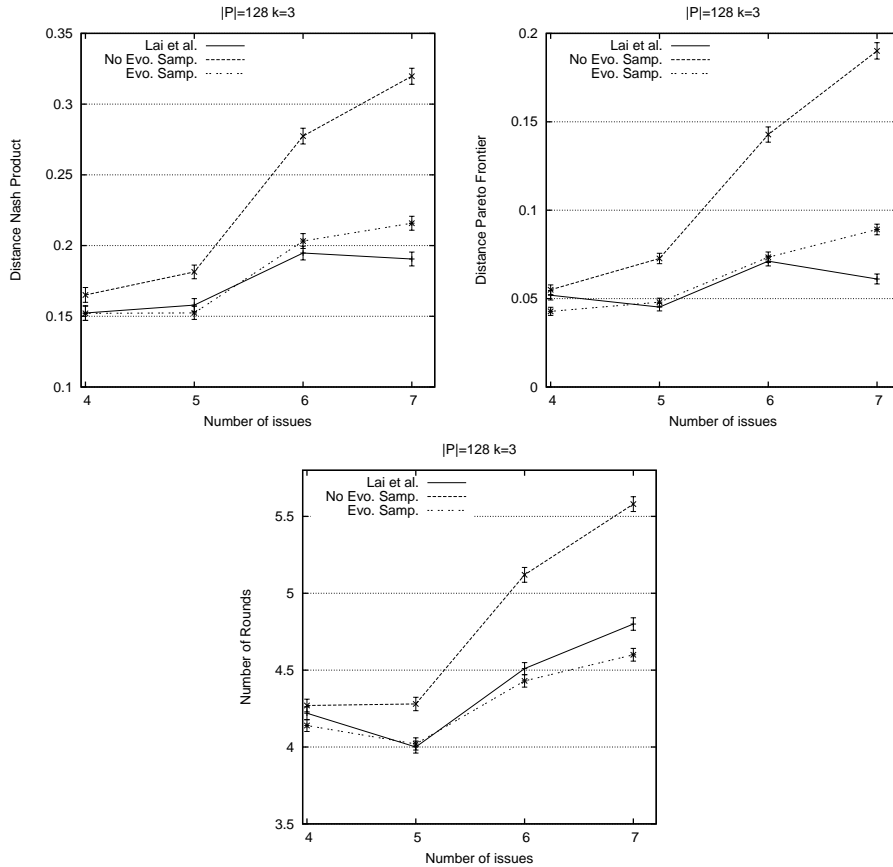 |P|=128 k=3
Lai et al.
No Evo. Samp.
Evo. Samp.
0.35
0.3
0.25
0.2
0.15
0.1
Distance Nash Product
4 5 6 7
Number of issues
|P|=128 k=3
Lai et al.
No Evo. Samp.
Evo. Samp.
0.2
0.15
0.1
0.05
0
Distance Pareto Frontier
4 5 6 7
Number of issues
|P|=128 k=3
Lai et al.
No Evo. Samp.
Evo. Samp.
5.5
5
4.5
4
3.5
Number of Rounds
4 5 6 7
Number of issues